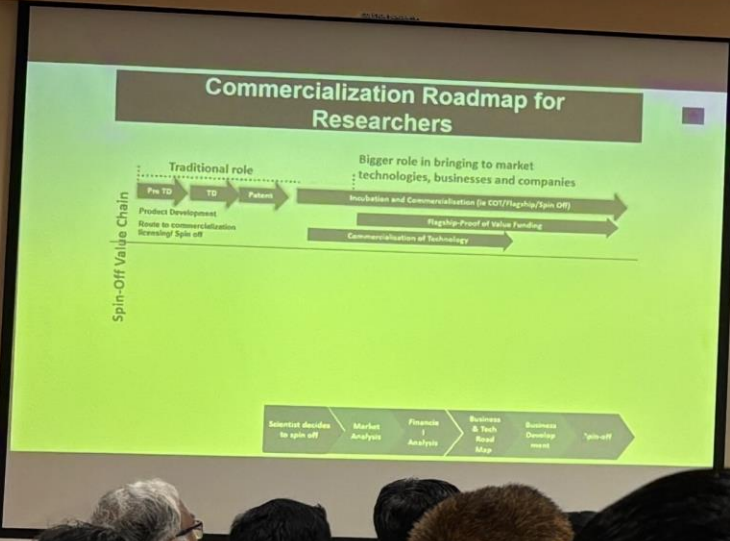 Commercialization Roadmap for
Researchers
Traditional role
Bigger role in bringing to market
technologies, businesses and companies
Pre TD
TD
Patent
Incubation and Commercialisation (ie COT/Flagship/Spin Off)
Product Development
Route to commercialization
licensing/ Spin off
Flagship-Proof of Value Funding
Commercialisation of Technology
Spin-Off Value Chain
Scientist decides
to spin off
Market
Analysis
Financia
l
Analysis
Business
& Tech
Road
Map
Business
Develop
ment
Spin-off